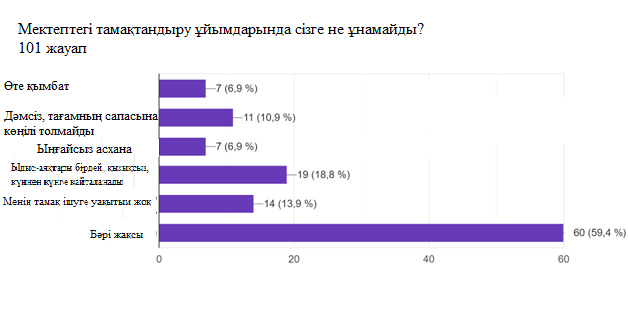 Мектептегі тамақтандыру ұйымдарында сізге не ұнамайды?
101 жауап
Өте қымбат
7 (6,9 %)
Дәмсіз, тағамның сапасына
көңілі толмайды
11 (10,9 %)
Ыңғайсыз асхана
7 (6,9 %)
Ыдыс-аяқтары бірдей, қызықсыз,
күннен күнге қайталанады
19 (18,8 %)
Менің тамақ ішуге уақытым жоқ
14 (13,9 %)
Бәрі жақсы
60 (59,4 %)
0 20 40 60